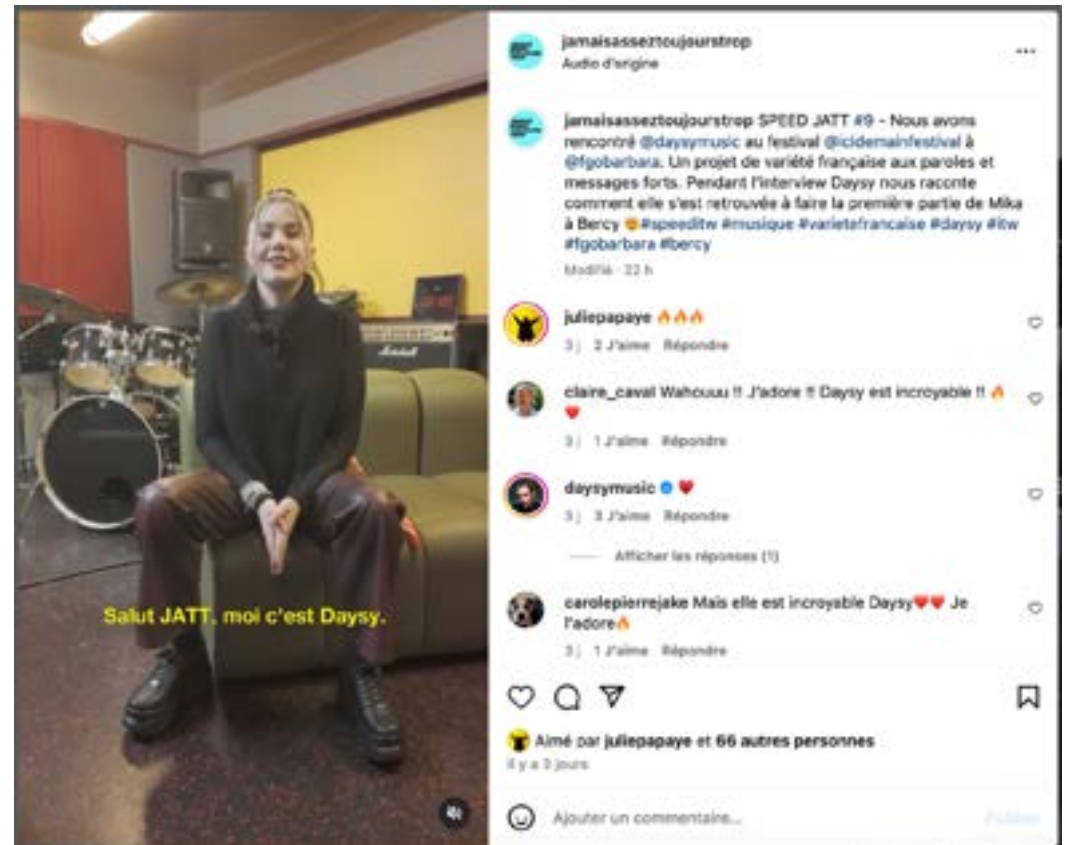 jamaisasseztoujourstrop
Audio d'origine
jamaisasseztoujourstrop SPEED JATT #9 - Nous avons
rencontré @daysymusic au festival @icidemainfestival à
@fgobarbara. Un projet de variété française aux paroles et
messages forts. Pendant l'interview Daysy nous raconte
comment elle s'est retrouvée à faire la première partie de Mika
à Bercy 😍#speeditw #musique #varietefrancaise #daysy #itw
#fgobarbara #bercy
Modifié · 22 h
juliepapaye 🔥🔥🔥
3 j 2 J'aime Répondre
claire_caval Wahouuu !! J'adore !! Daysy est incroyable !! 🔥
❤️
3 j 1 J'aime Répondre
daysymusic ❤️
3 j 3 J'aime Répondre
Afficher les réponses (1)
carolepierrejake Mais elle est incroyable Daysy❤️❤️ Je
l'adore🔥
3 j 1 J'aime Répondre
Aimé par juliepapaye et 66 autres personnes
il y a 3 jours
Ajouter un commentaire...
Publier
Marshall
Salut JATT, moi c'est Daysy.